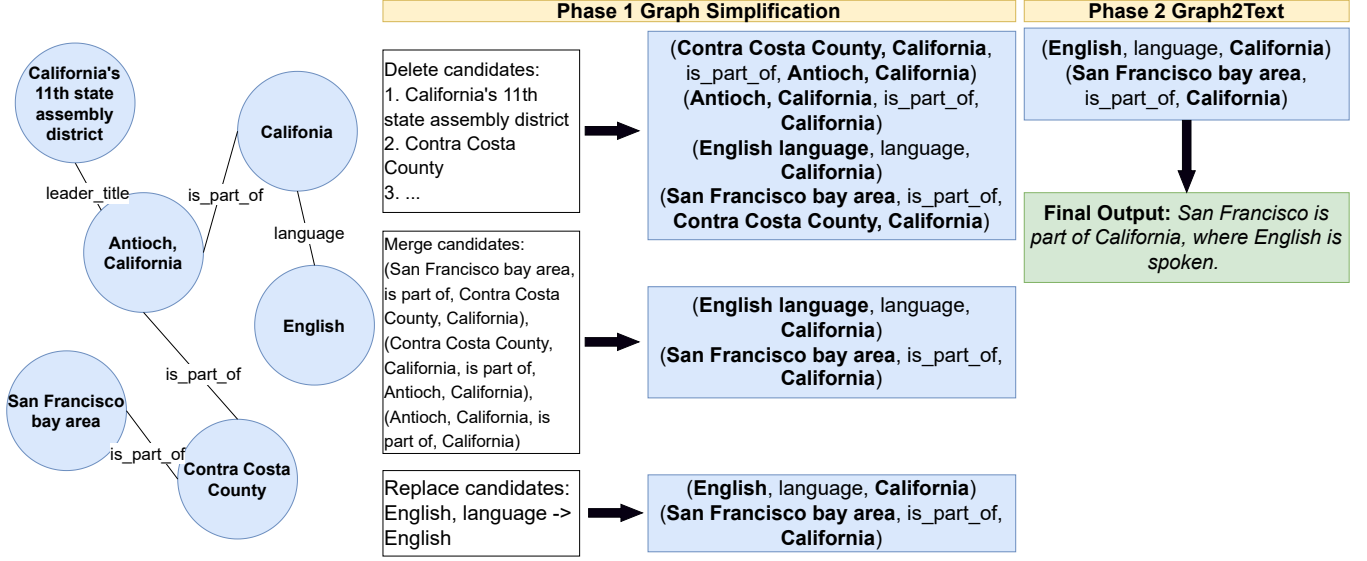 Phase 1 Graph Simplification
Phase 2 Graph2Text
California's
11th state
assembly
district
leader_title
Antioch,
California
is_part_of
Califonia
language
English
is_part_of
San Francisco
bay area
is_part_of
Contra Costa
County
Delete candidates:
1. California's 11th
state assembly district
2. Contra Costa
County
3. ...
(Contra Costa County, California,
is_part_of, Antioch, California)
(Antioch, California, is_part_of,
California)
(English language, language,
California)
(San Francisco bay area, is_part_of,
Contra Costa County, California)
Merge candidates:
(San Francisco bay area,
is part of, Contra Costa
County, California),
(Contra Costa County,
California, is part of,
Antioch, California),
(Antioch, California, is
part of, California)
(English language, language,
California)
(San Francisco bay area, is_part_of,
California)
Replace candidates:
English, language ->
English
(English, language, California)
(San Francisco bay area, is_part_of,
California)
(English, language, California)
(San Francisco bay area,
is_part_of, California)
Final Output: San Francisco is
part of California, where English is
spoken.